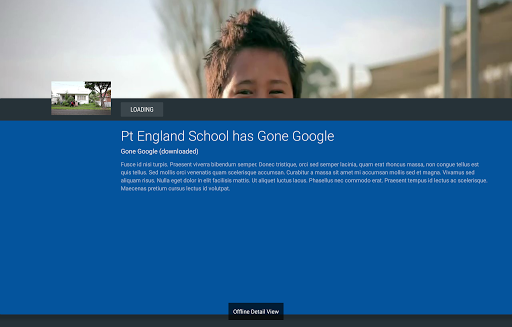 LOADING
Pt England School has Gone Google
Gone Google (downloaded)
Fusce id nisl turpis. Praesent viverra bibendum semper. Donec tristique, orci sed semper lacinia, quam erat rhoncus massa, non congue tellus est
quis tellus. Sed mollis orci venenatis quam scelerisque accumsan. Curabitur a massa sit amet mi accumsan mollis sed et magna. Vivamus sed
aliquam risus. Nulla eget dolor in elit facilisis mattis. Ut aliquet luctus lacus. Phasellus nec commodo erat. Praesent tempus id lectus ac scelerisque.
Maecenas pretium cursus lectus id volutpat.
Offline Detail View